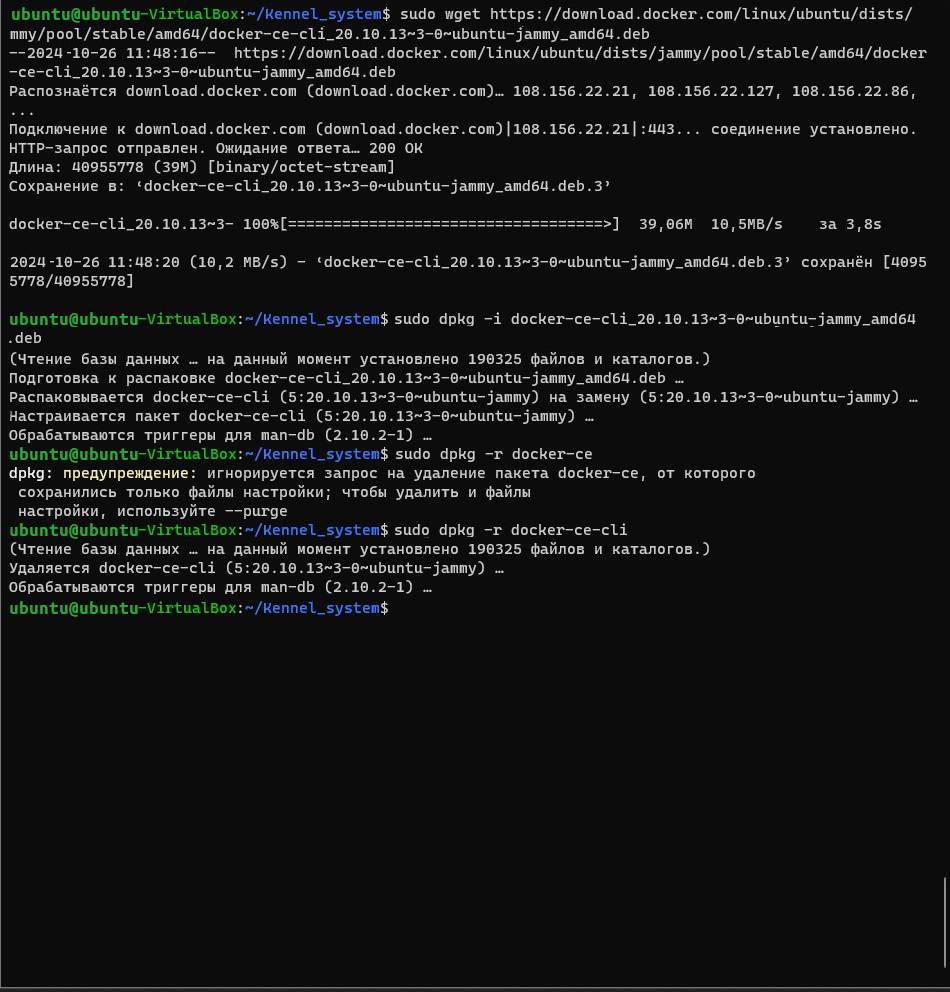 ubuntu@ubuntu-VirtualBox:~/Kennel_system$ sudo wget https://download.docker.com/linux/ubuntu/dists/
mmy/pool/stable/amd64/docker-ce-cli_20.10.13~3-0~ubuntu-jammy_amd64.deb
--2024-10-26 11:48:16--  https://download.docker.com/linux/ubuntu/dists/jammy/pool/stable/amd64/docker
-ce-cli_20.10.13~3-0~ubuntu-jammy_amd64.deb
Распознаётся download.docker.com (download.docker.com)… 108.156.22.21, 108.156.22.127, 108.156.22.86,
...
Подключение к download.docker.com (download.docker.com)|108.156.22.21|:443... соединение установлено.
HTTP-запрос отправлен. Ожидание ответа… 200 OK
Длина: 40955778 (39M) [binary/octet-stream]
Сохранение в: ‘docker-ce-cli_20.10.13~3-0~ubuntu-jammy_amd64.deb.3’
docker-ce-cli_20.10.13~3- 100%[===================================>]  39,06M  10,5MB/s    за 3,8s
2024-10-26 11:48:20 (10,2 MB/s) - ‘docker-ce-cli_20.10.13~3-0~ubuntu-jammy_amd64.deb.3’ сохранён [4095
5778/40955778]
ubuntu@ubuntu-VirtualBox:~/Kennel_system$ sudo dpkg -i docker-ce-cli_20.10.13~3-0~ubuntu-jammy_amd64
.deb
(Чтение базы данных … на данный момент установлено 190325 файлов и каталогов.)
Подготовка к распаковке docker-ce-cli_20.10.13~3-0~ubuntu-jammy_amd64.deb …
Распаковывается docker-ce-cli (5:20.10.13~3-0~ubuntu-jammy) на замену (5:20.10.13~3-0~ubuntu-jammy) …
Настраивается пакет docker-ce-cli (5:20.10.13~3-0~ubuntu-jammy) …
Обрабатываются триггеры для man-db (2.10.2-1) …
ubuntu@ubuntu-VirtualBox:~/Kennel_system$ sudo dpkg -r docker-ce
dpkg: предупреждение: игнорируется запрос на удаление пакета docker-ce, от которого
сохранились только файлы настройки; чтобы удалить и файлы
настройки, используйте --purge
ubuntu@ubuntu-VirtualBox:~/Kennel_system$ sudo dpkg -r docker-ce-cli
(Чтение базы данных … на данный момент установлено 190325 файлов и каталогов.)
Удаляется docker-ce-cli (5:20.10.13~3-0~ubuntu-jammy) …
Обрабатываются триггеры для man-db (2.10.2-1) …
ubuntu@ubuntu-VirtualBox:~/Kennel_system$